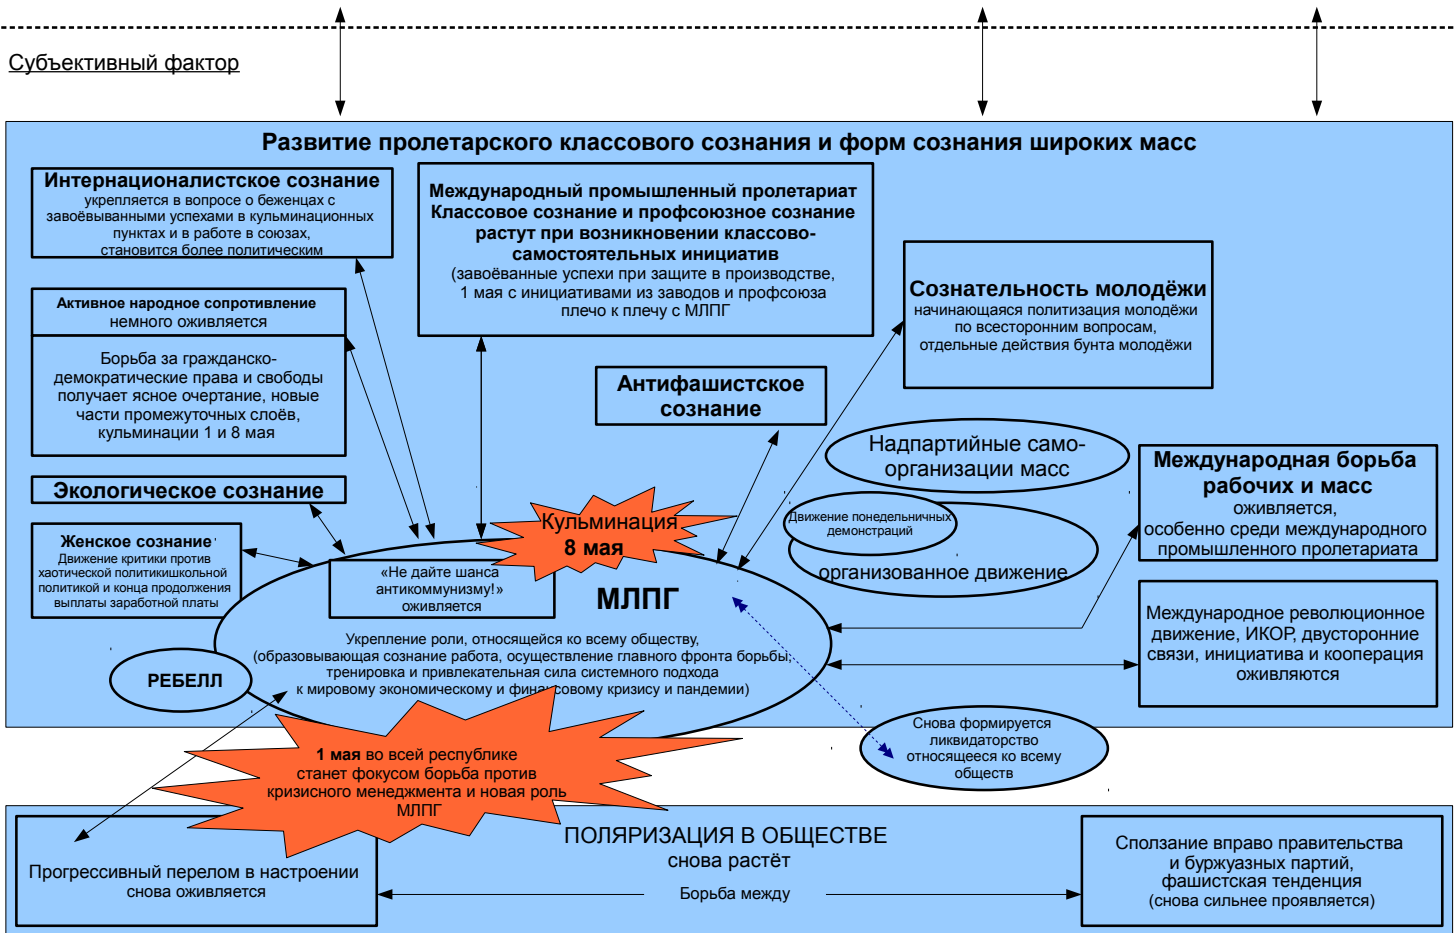 Субъективный фактор
Развитие пролетарского классового сознания и форм сознания широких масс
Интернационалистское сознание
укрепляется в вопросе о беженцах с
завоёвыванными успехами в кульминационных
пунктах и в работе в союзах,
становится более политическим
Международный промышленный пролетариат
Классовое сознание и профсоюзное сознание
растут при возникновении классово-
самостоятельных инициатив
(завоёванные успехи при защите в производстве,
1 мая с инициативами из заводов и профсоюза
плечо к плечу с МЛПГ
Сознательность молодёжи
начинающаяся политизация молодёжи
по всесторонним вопросам,
отдельные действия бунта молодёжи
Активное народное сопротивление
немного оживляется
Борьба за гражданско-
демократические права и свободы
получает ясное очертание, новые
части промежуточных слоёв,
кульминации 1 и 8 мая
Антифашистское
сознание
Надпартийные само-
организации масс
Международная борьба
рабочих и масс
оживляется,
особенно среди международного
промышленного пролетариата
Экологическое сознание
Движение понедельничных
демонстраций
организованное движение
Кульминация
8 мая
Женское сознание
Движение критики против
хаотической политикишкольной
политикой и конца продолжения
выплаты заработной платы
«Не дайте шанса
антикоммунизму!»
оживляется
МЛПГ
Укрепление роли, относящейся ко всему обществу,
(образовывающая сознание работа, осуществление главного фронта борьбы,
тренировка и привлекательная сила системного подхода
к мировому экономическому и финансовому кризису и пандемии)
Международное революционное
движение, ИКОР, двусторонние
связи, инициатива и кооперация
оживляются
РЕБЕЛЛ
Снова формируется
ликвидаторство
относящееся ко всему
обществ
1 мая во всей республике
станет фокусом борьба против
кризисного менеджмента и новая роль
МЛПГ
ПОЛЯРИЗАЦИЯ В ОБЩЕСТВЕ
снова растёт
Борьба между
Прогрессивный перелом в настроении
снова оживляется
Сползание вправо правительства
и буржуазных партий,
фашистская тенденция
(снова сильнее проявляется)